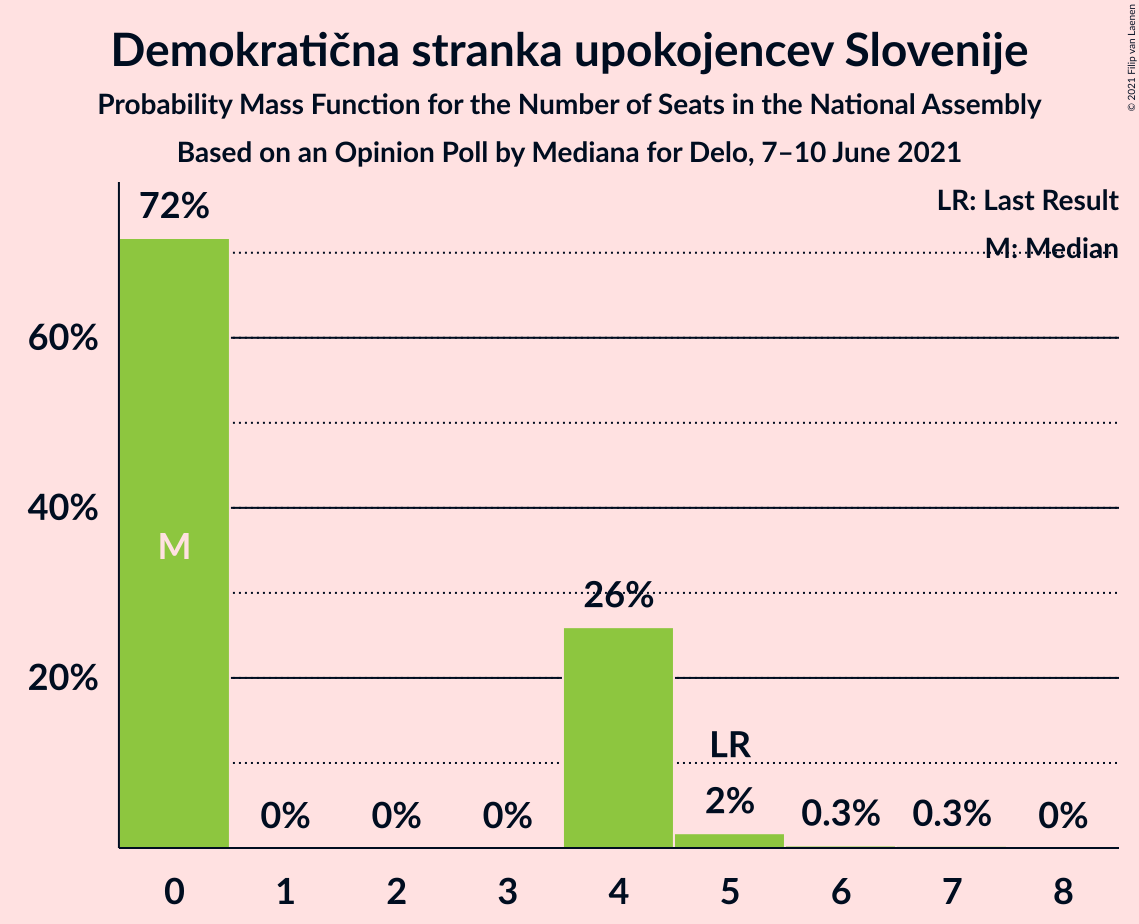 Demokratična stranka upokojencev Slovenije
Probability Mass Function for the Number of Seats in the National Assembly
Based on an Opinion Poll by Mediana for Delo, 7–10 June 2021
© 2021 Filip van Laenen
LR: Last Result
M: Median
72%
60%
40%
20%
M
0%
0%
0%
26%
LR
2%
0.3%
0.3%
0%
0 1 2 3 4 5 6 7 8